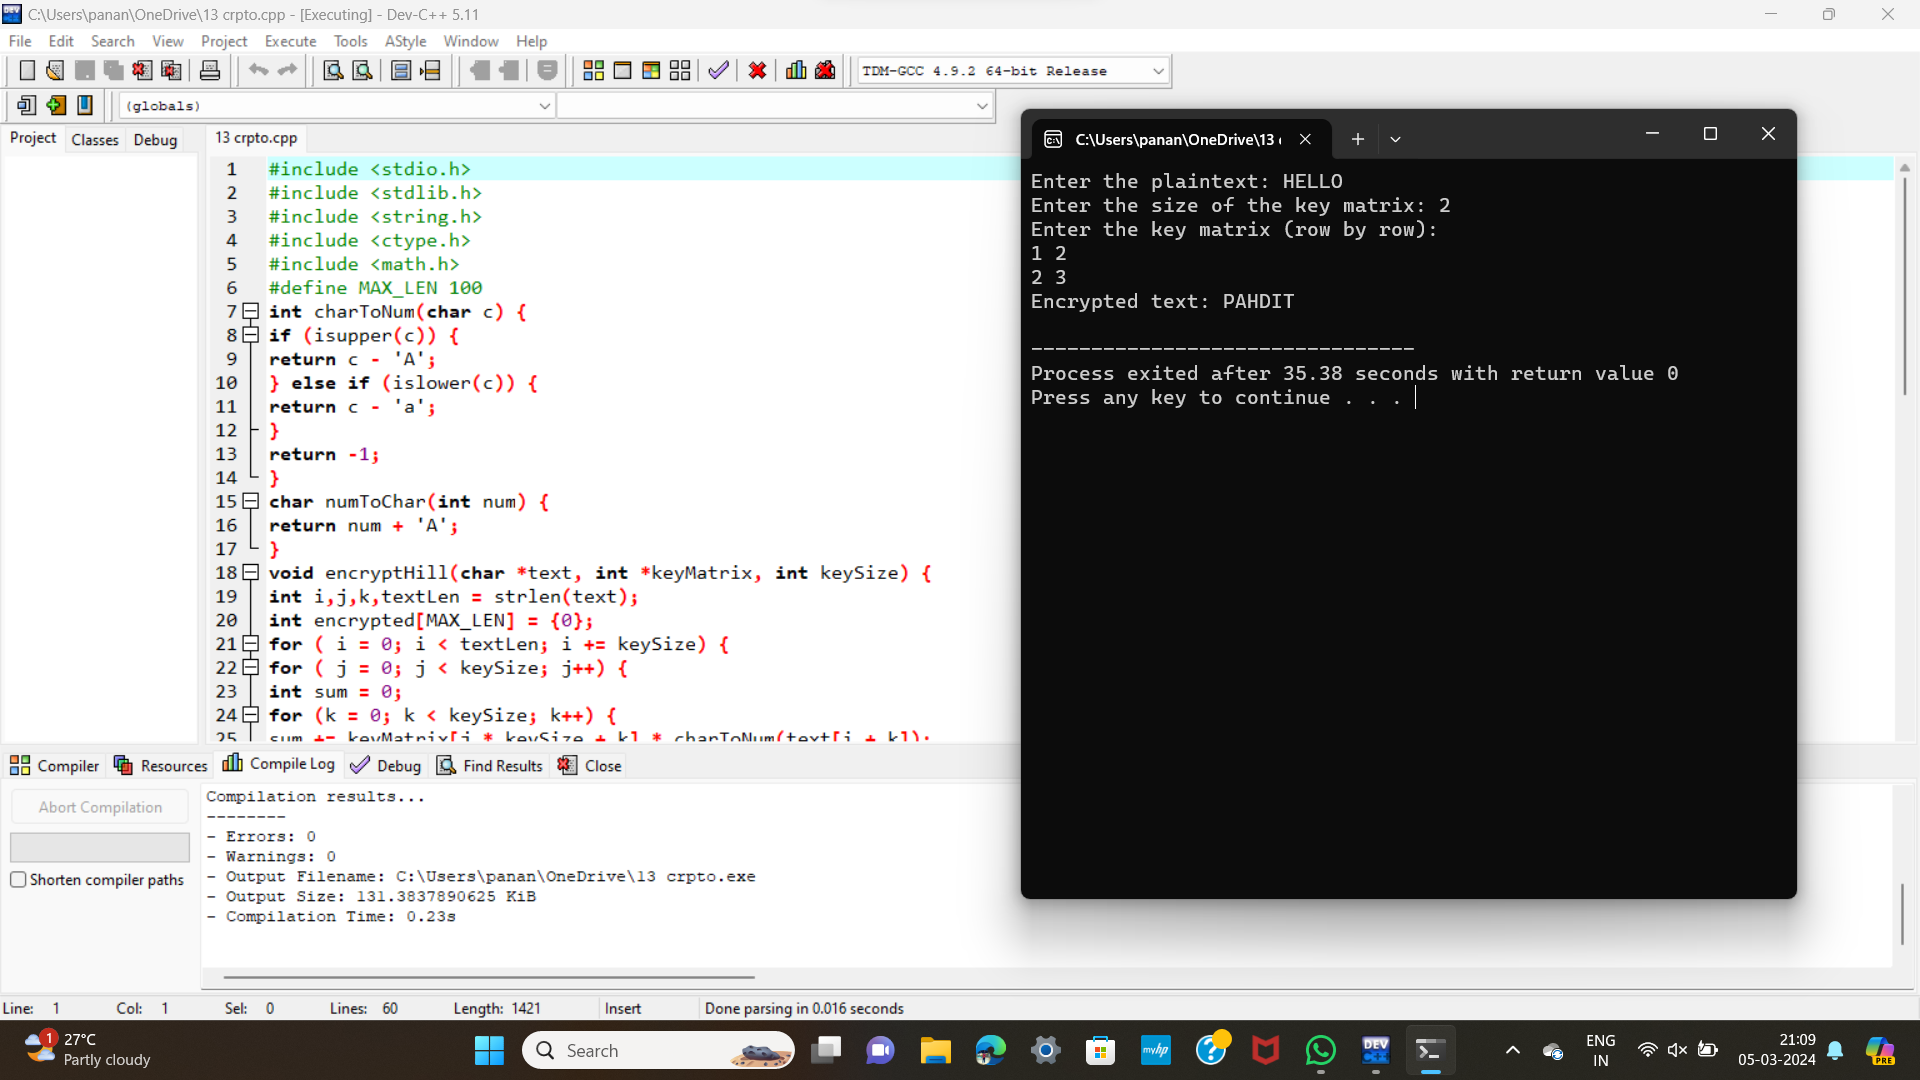 C:\Users\panan\OneDrive\13 crpto.cpp - [Executing] - Dev-C++ 5.11
File Edit Search View Project Execute Tools AStyle Window Help
TDM-GCC 4.9.2 64-bit Release
(globals)
Project Classes Debug
13 crpto.cpp
1 #include <stdio.h>
2 #include <stdlib.h>
3 #include <string.h>
4 #include <ctype.h>
5 #include <math.h>
6 #define MAX_LEN 100
7 int charToNum(char c) {
8 if (isupper(c)) {
9 return c - 'A';
10 } else if (islower(c)) {
11 return c - 'a';
12 }
13 return -1;
14 }
15 char numToChar(int num) {
16 return num + 'A';
17 }
18 void encryptHill(char *text, int *keyMatrix, int keySize) {
19 int i,j,k,textLen = strlen(text);
20 int encrypted[MAX_LEN] = {0};
21 for ( i = 0; i < textLen; i += keySize) {
22 for ( j = 0; j < keySize; j++) {
23 int sum = 0;
24 for (k = 0; k < keySize; k++) {
25 sum += keyMatrix[j * keySize + k] * charToNum(text[i + k]);
C:\Users\panan\OneDrive\13 c
Enter the plaintext: HELLO
Enter the size of the key matrix: 2
Enter the key matrix (row by row):
1 2
2 3
Encrypted text: PAHDIT
--------------------------------
Process exited after 35.38 seconds with return value 0
Press any key to continue . . .
Compiler Resources Compile Log Debug Find Results Close
Abort Compilation
Shorten compiler paths
Compilation results...
--------
- Errors: 0
- Warnings: 0
- Output Filename: C:\Users\panan\OneDrive\13 crpto.exe
- Output Size: 131.3837890625 KiB
- Compilation Time: 0.23s
Line: 1 Col: 1 Sel: 0 Lines: 60 Length: 1421 Insert Done parsing in 0.016 seconds
1
27°C
Partly cloudy
Search
myhp
DEV
ENG
IN
21:09
05-03-2024
PRE